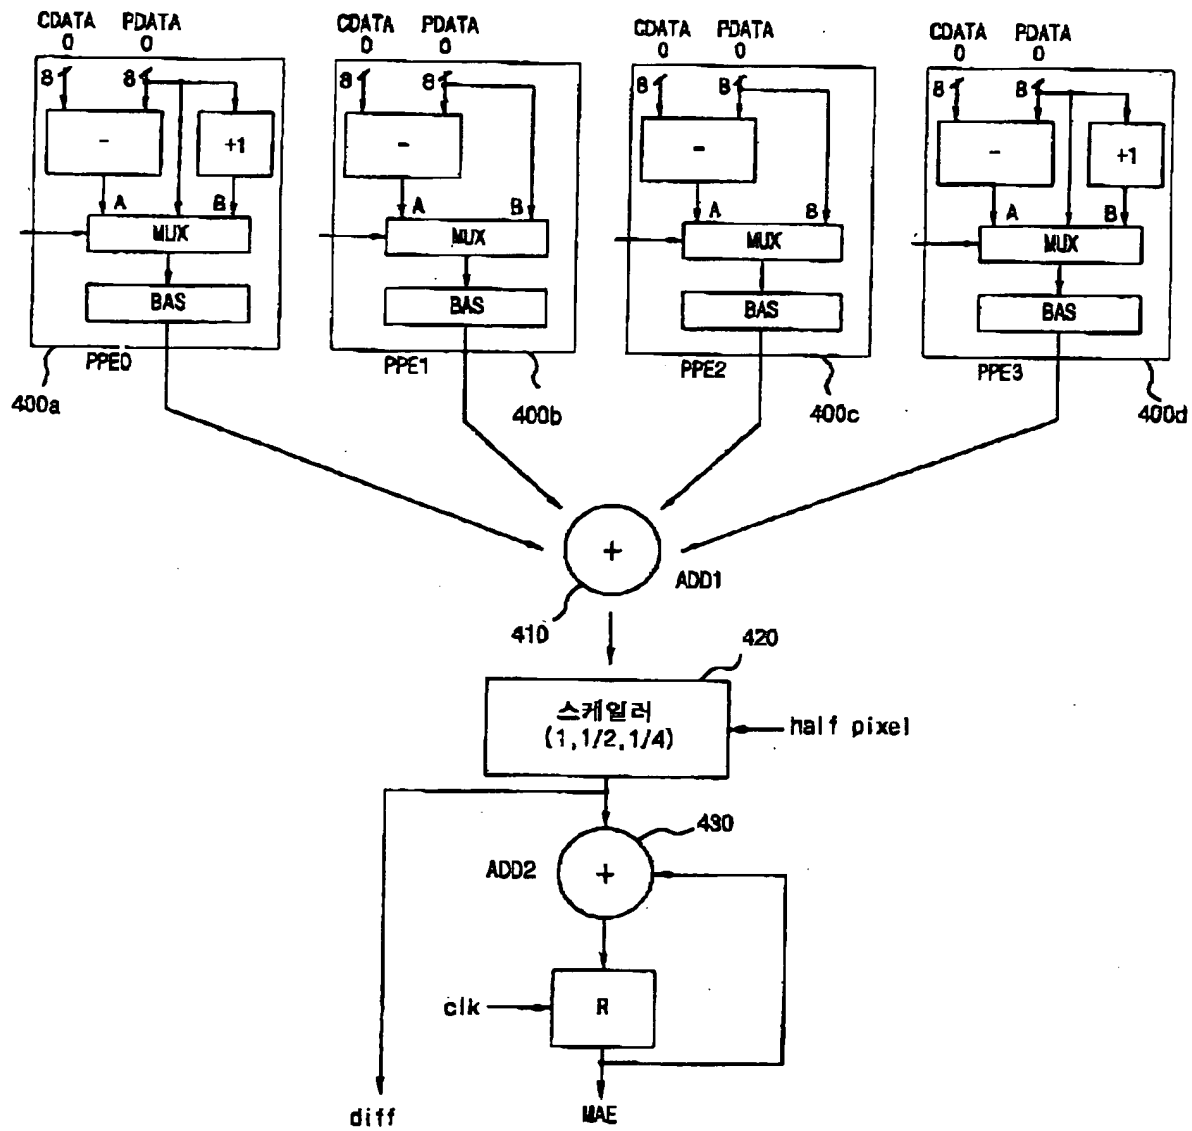 CDATA PDATA CDATA PDATA CDATA PDATA CDATA PDATA
0 0 0 0 0 0 0 0
8 8 8 8 8 8 8 8
- +1 - - - +1
A B A B A B A B
MUX MUX MUX MUX
BAS BAS BAS BAS
PPE0 PPE1 PPE2 PPE3
400a 400b 400c 400d
+
ADD1
410
420
스케일러
(1,1/2,1/4)
half pixel
430
ADD2
+
clk
R
diff
MAE